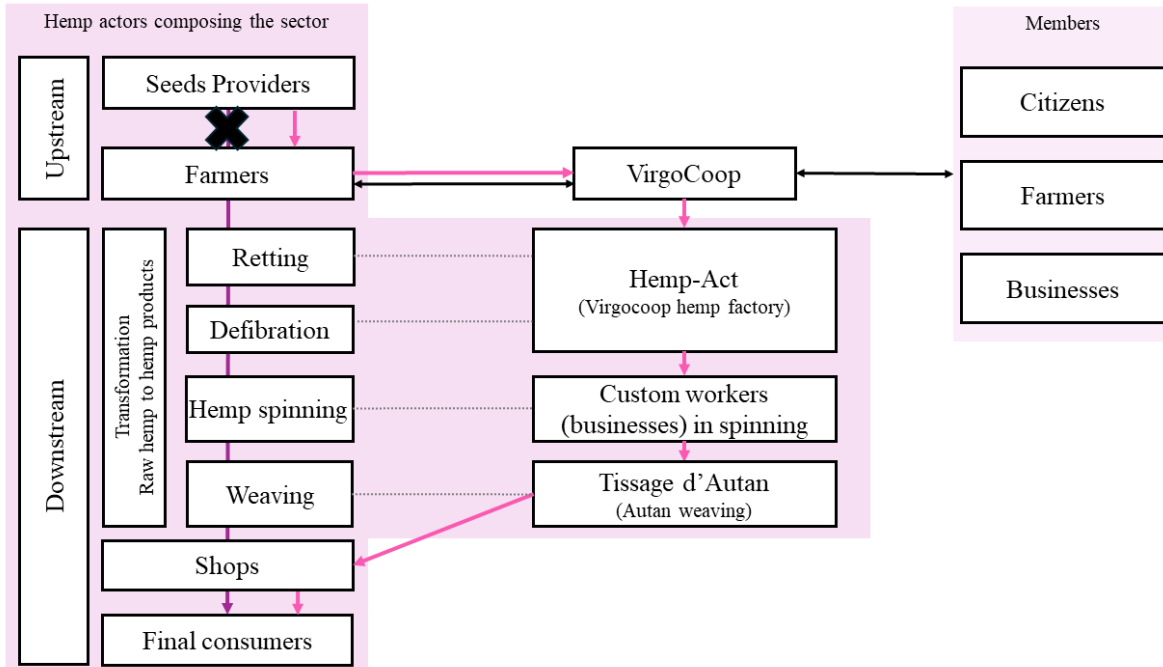 Hemp actors composing the sector
Members
Upstream
Seeds Providers
Farmers
VirgoCoop
Citizens
Farmers
Businesses
Downstream
Transformation
Raw hemp to hemp products
Retting
Defibration
Hemp spinning
Weaving
Hemp-Act
(Virgocoop hemp factory)
Custom workers
(businesses) in spinning
Tissage d’Autan
(Autan weaving)
Shops
Final consumers